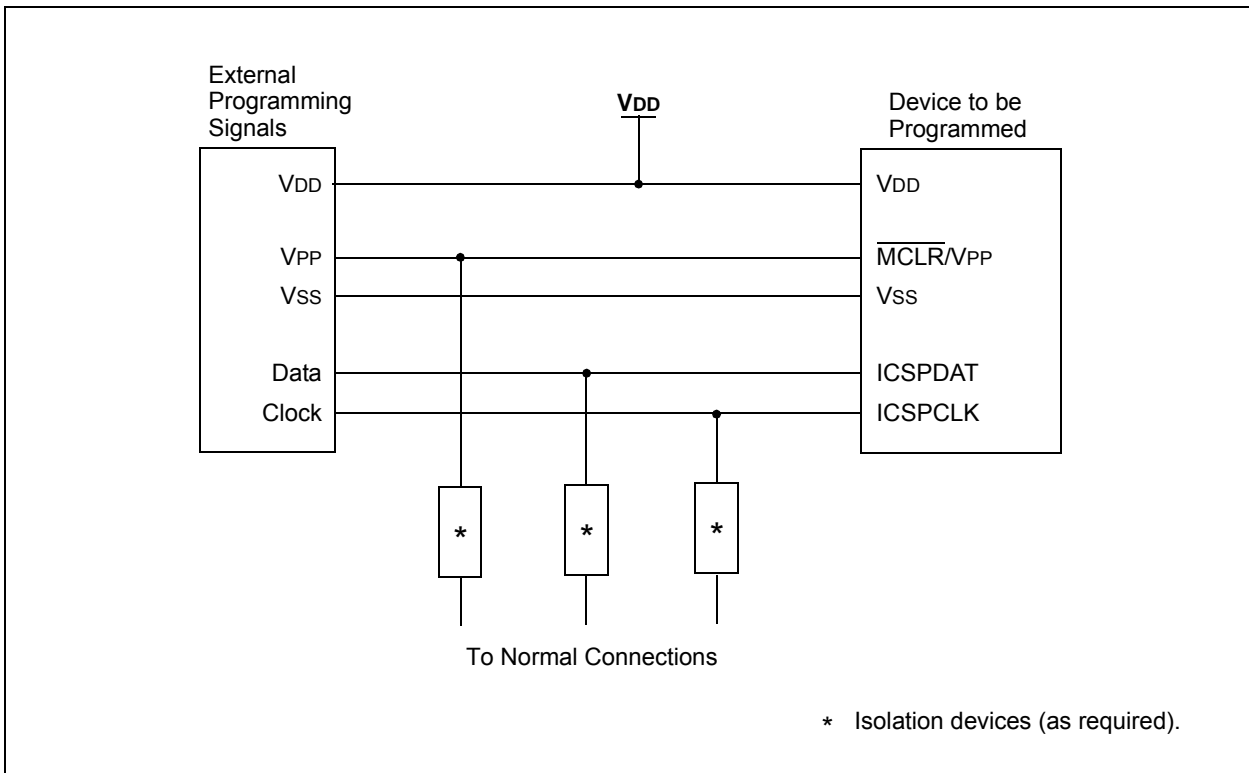 External
Programming
Signals
VDD
Device to be
Programmed
VDD
VDD
VPP
MCLR/VPP
VSS
VSS
Data
ICSPDAT
Clock
ICSPCLK
* * *
To Normal Connections
* Isolation devices (as required).